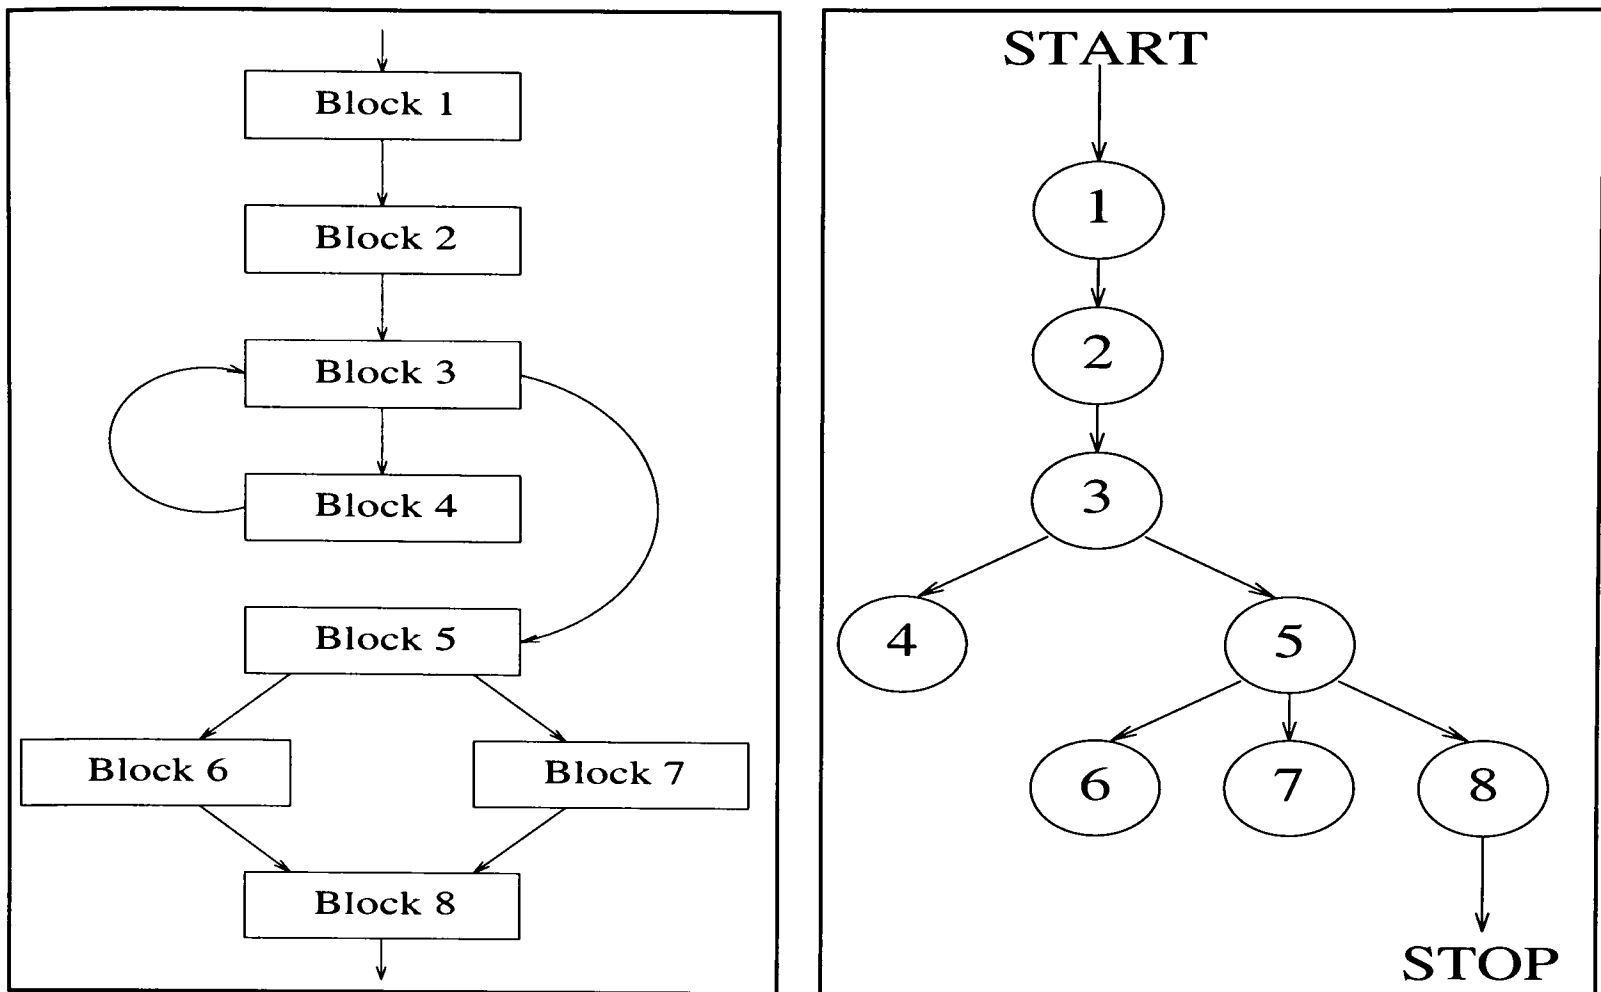 Block 1
Block 2
Block 3
Block 4
Block 5
Block 6
Block 7
Block 8
START
1
2
3
4
5
6
7
8
STOP